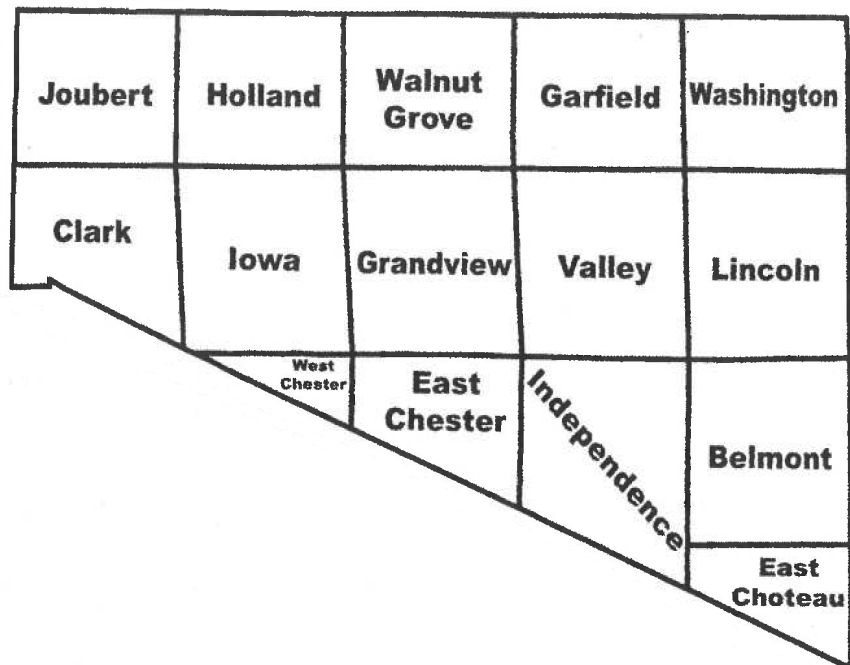 Joubert
Holland
Walnut
Grove
Garfield
Washington
Clark
Iowa
Grandview
Valley
Lincoln
West
Chester
East
Chester
Independence
Belmont
East
Choteau